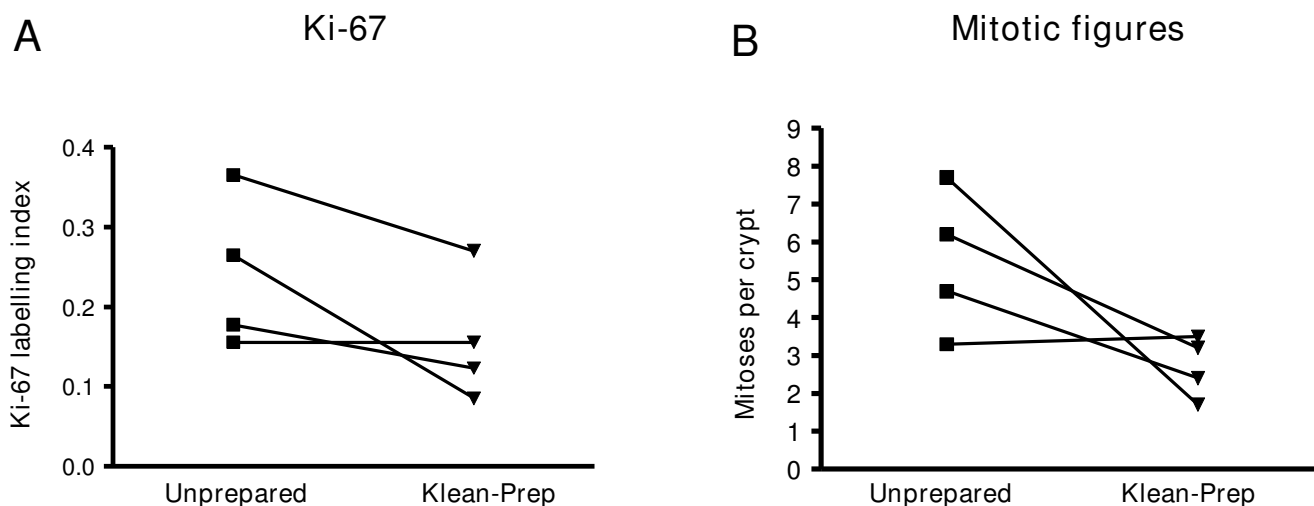 A
Ki-67
Ki-67 labelling index
0.4
0.3
0.2
0.1
0.0
Unprepared
Klean-Prep
B
Mitotic figures
Mitoses per crypt
9
8
7
6
5
4
3
2
1
0
Unprepared
Klean-Prep